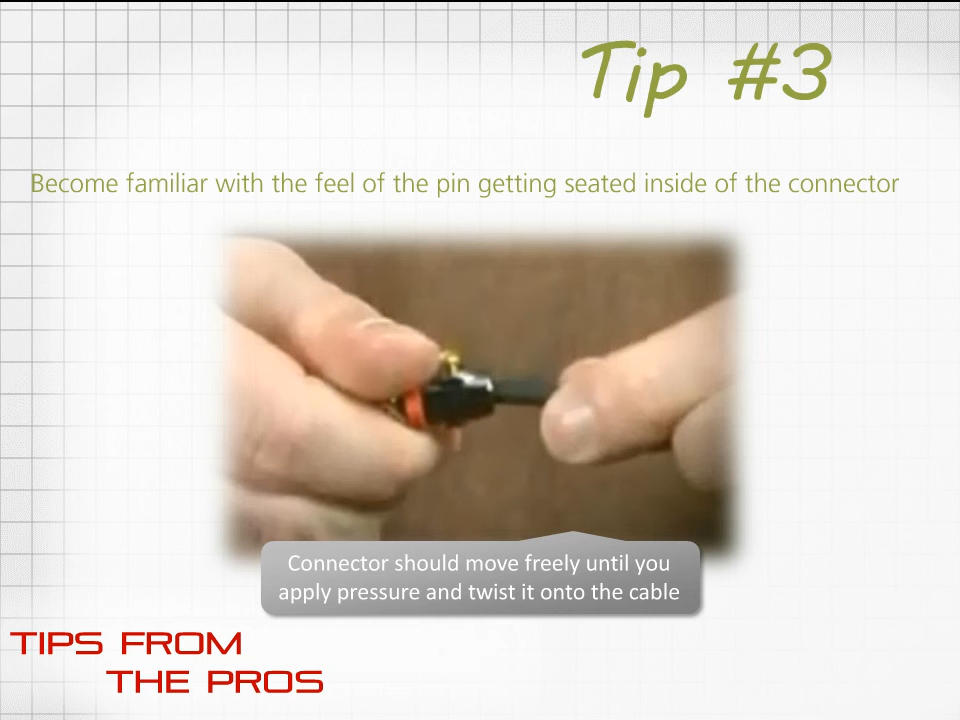 Tip #3
Become familiar with the feel of the pin getting seated inside of the connector
Connector should move freely until you
apply pressure and twist it onto the cable
TIPS FROM
THE PROS